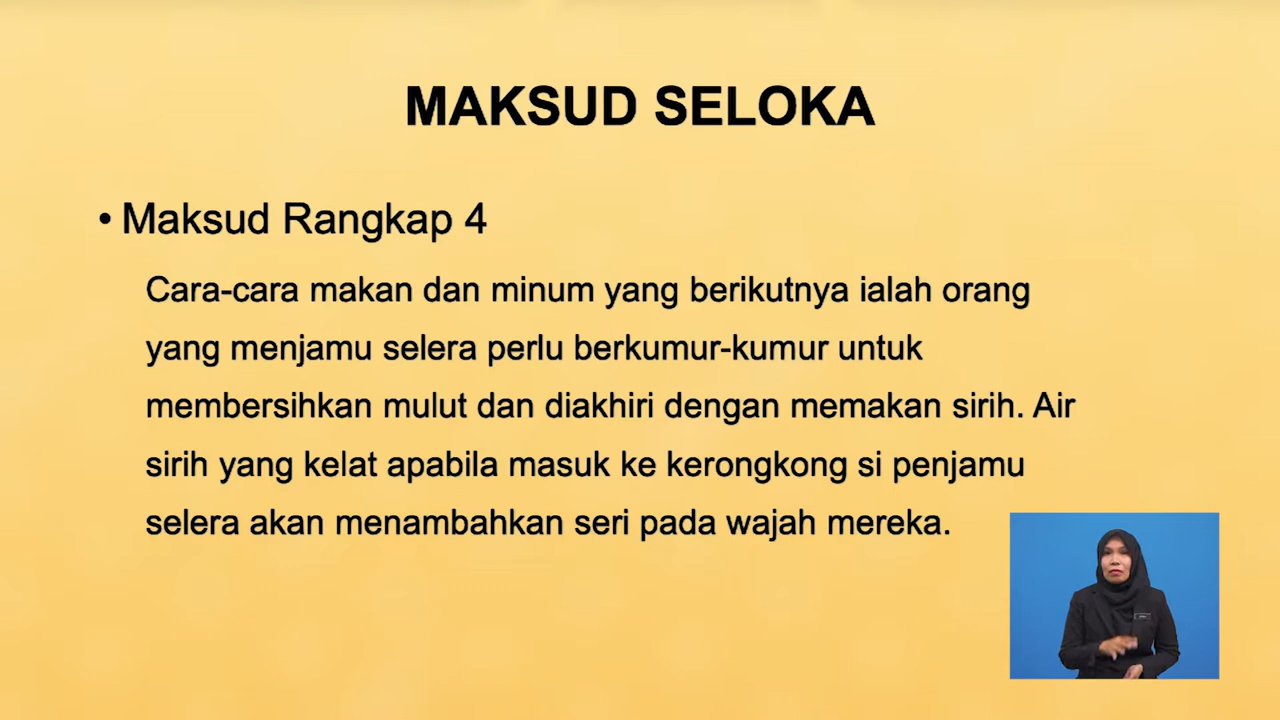 MAKSUD SELOKA
• Maksud Rangkap 4
Cara-cara makan dan minum yang berikutnya ialah orang
yang menjamu selera perlu berkumur-kumur untuk
membersihkan mulut dan diakhiri dengan memakan sirih. Air
sirih yang kelat apabila masuk ke kerongkong si penjamu
selera akan menambahkan seri pada wajah mereka.